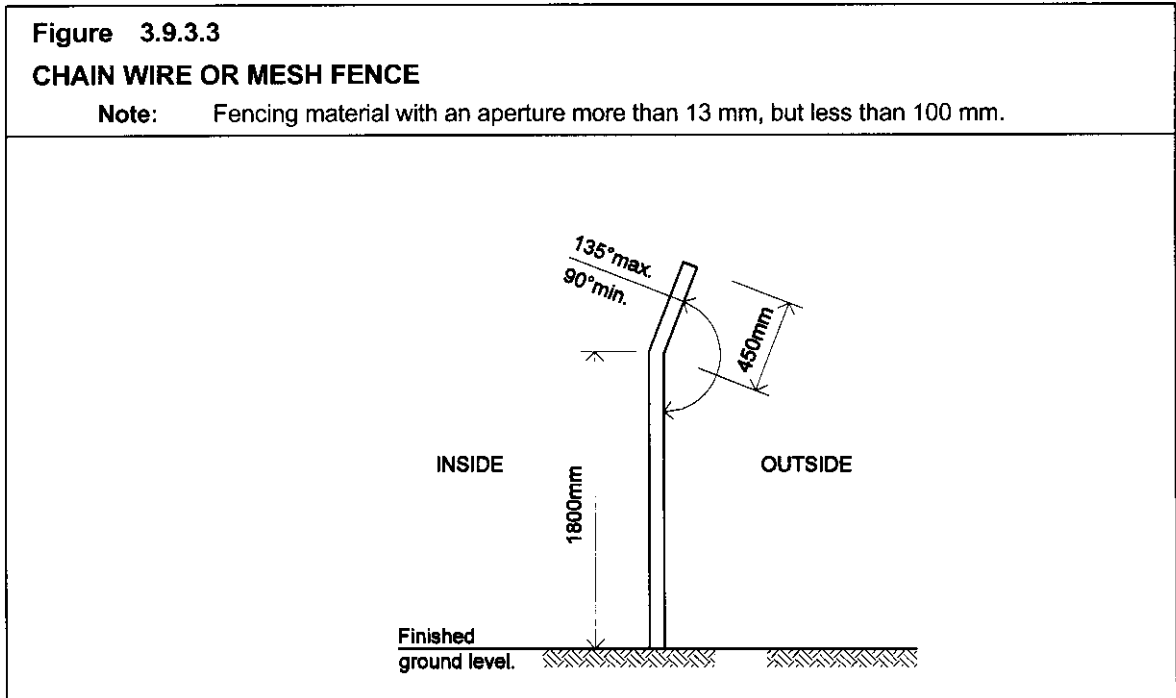 Figure 3.9.3.3
CHAIN WIRE OR MESH FENCE
Note: Fencing material with an aperture more than 13 mm, but less than 100 mm.
135°max.
90°min.
450mm
INSIDE
OUTSIDE
1800mm
Finished
ground level.